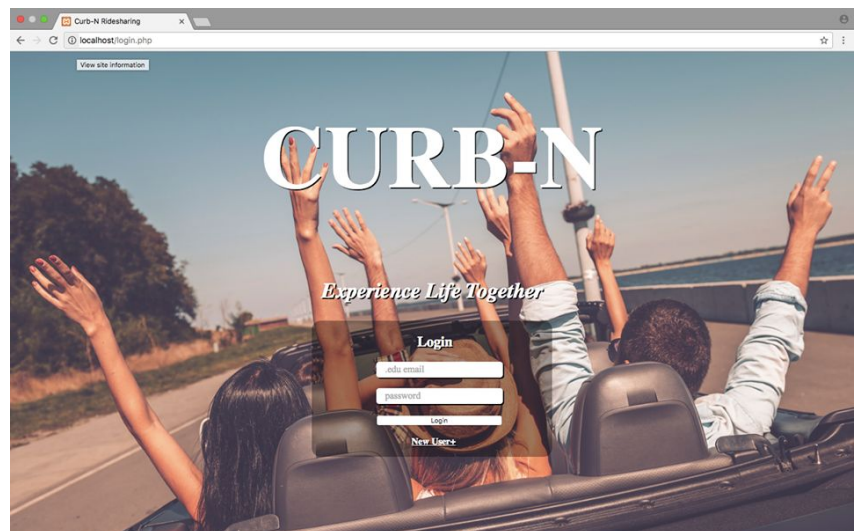 Curb-N Ridesharing
localhost/login.php
View site information
CURB-N
Experience Life Together
Login
.edu email
password
Login
New User+